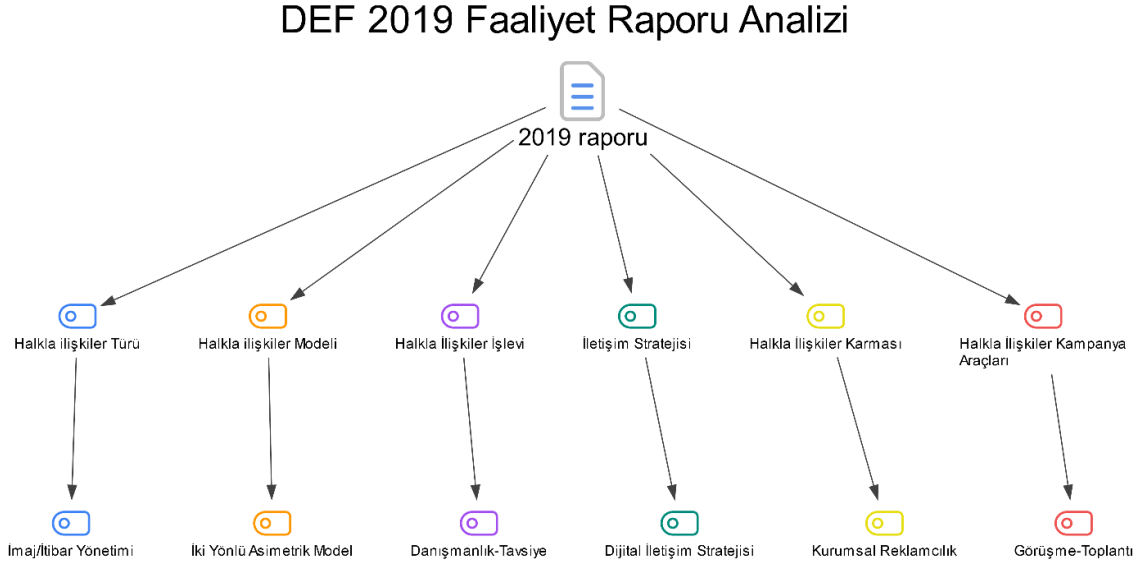 DEF 2019 Faaliyet Raporu Analizi
2019 raporu
Halkla ilişkiler Türü
Halkla ilişkiler Modeli
Halkla İlişkiler İşlevi
İletişim Stratejisi
Halkla İlişkiler Karması
Halkla İlişkiler Kampanya
Araçları
İmaj/İtibar Yönetimi
İki Yönlü Asimetrik Model
Danışmanlık-Tavsiye
Dijital İletişim Stratejisi
Kurumsal Reklamcılık
Görüşme-Toplantı